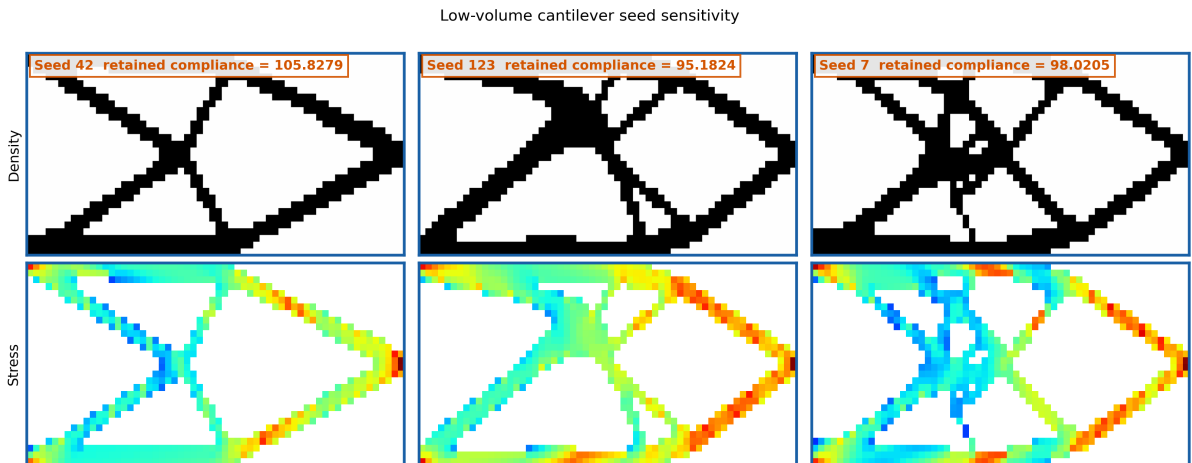 Low-volume cantilever seed sensitivity
Seed 42  retained compliance = 105.8279
Seed 123  retained compliance = 95.1824
Seed 7  retained compliance = 98.0205
Density
Stress